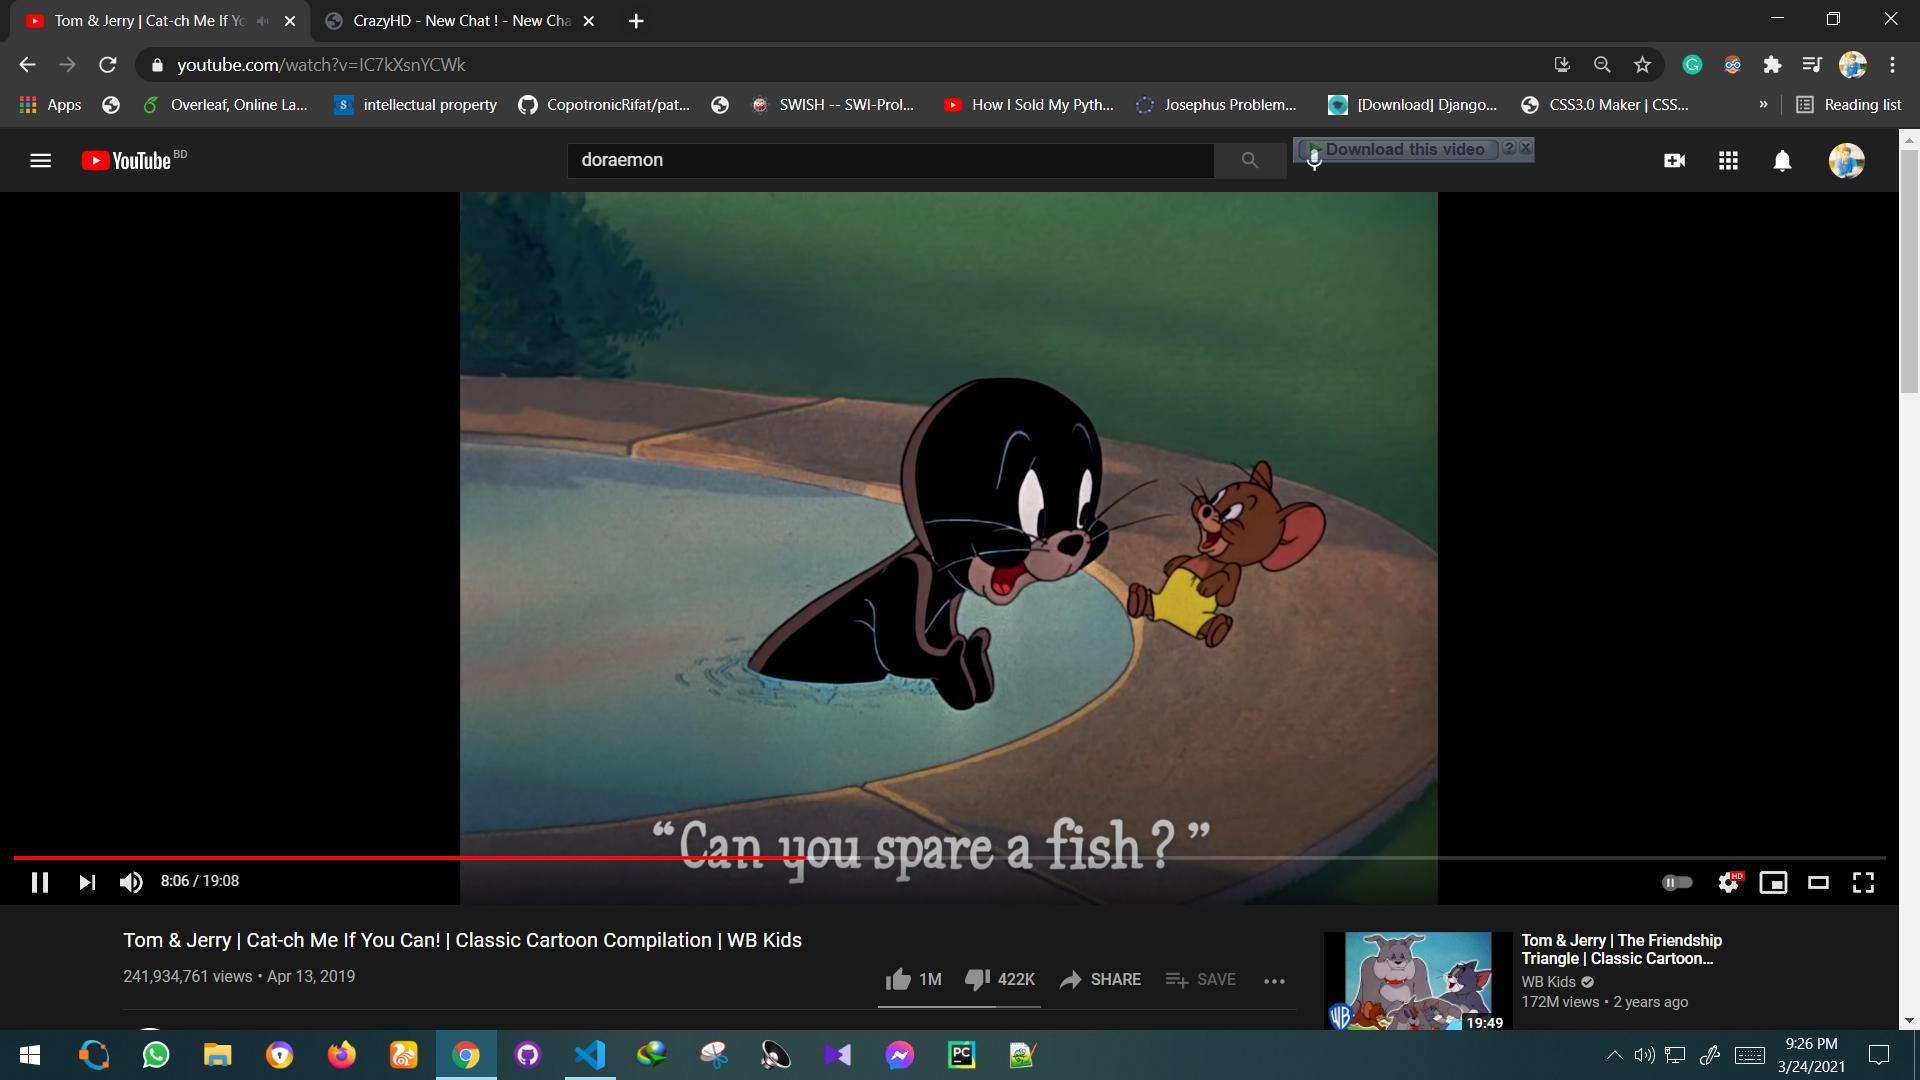 Tom & Jerry | Cat-ch Me If Yo
CrazyHD - New Chat ! - New Cha
youtube.com/watch?v=IC7kXsnYCWk
Apps
Overleaf, Online La...
intellectual property
CopotronicRifat/pat...
SWISH -- SWI-Prol...
How I Sold My Pyth...
Josephus Problem...
[Download] Django...
CSS3.0 Maker | CSS...
»
Reading list
YouTube BD
doraemon
Download this video
“Can you spare a fish?”
8:06 / 19:08
HD
Tom & Jerry | Cat-ch Me If You Can! | Classic Cartoon Compilation | WB Kids
241,934,761 views • Apr 13, 2019
1M
422K
SHARE
SAVE
WB
19:49
Tom & Jerry | The Friendship
Triangle | Classic Cartoon...
WB Kids
172M views • 2 years ago
PC
9:26 PM
3/24/2021